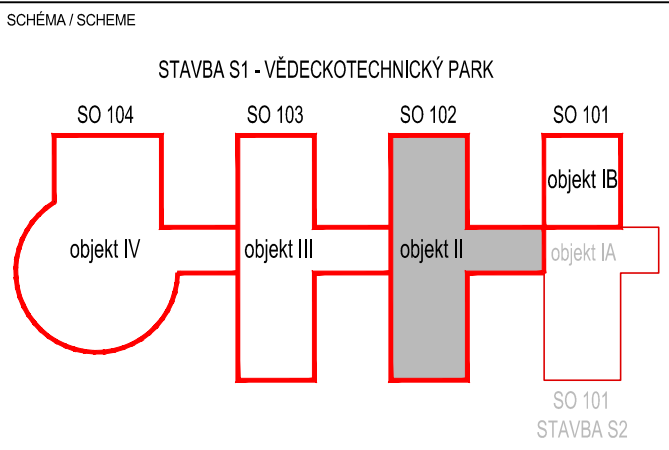 SCHÉMA / SCHEME
STAVBA S1 - VĚDECKOTECHNICKÝ PARK
SO 104
SO 103
SO 102
SO 101
objekt IB
objekt IV
objekt III
objekt II
objekt IA
SO 101
STAVBA S2